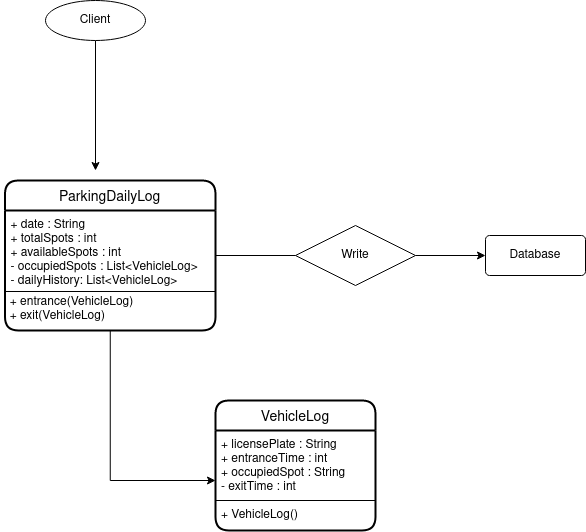 Client
ParkingDailyLog
+ date : String
+ totalSpots : int
+ availableSpots : int
- occupiedSpots : List<VehicleLog>
- dailyHistory: List<VehicleLog>
+ entrance(VehicleLog)
+ exit(VehicleLog)
Write
Database
VehicleLog
+ licensePlate : String
+ entranceTime : int
+ occupiedSpot : String
- exitTime : int
+ VehicleLog()